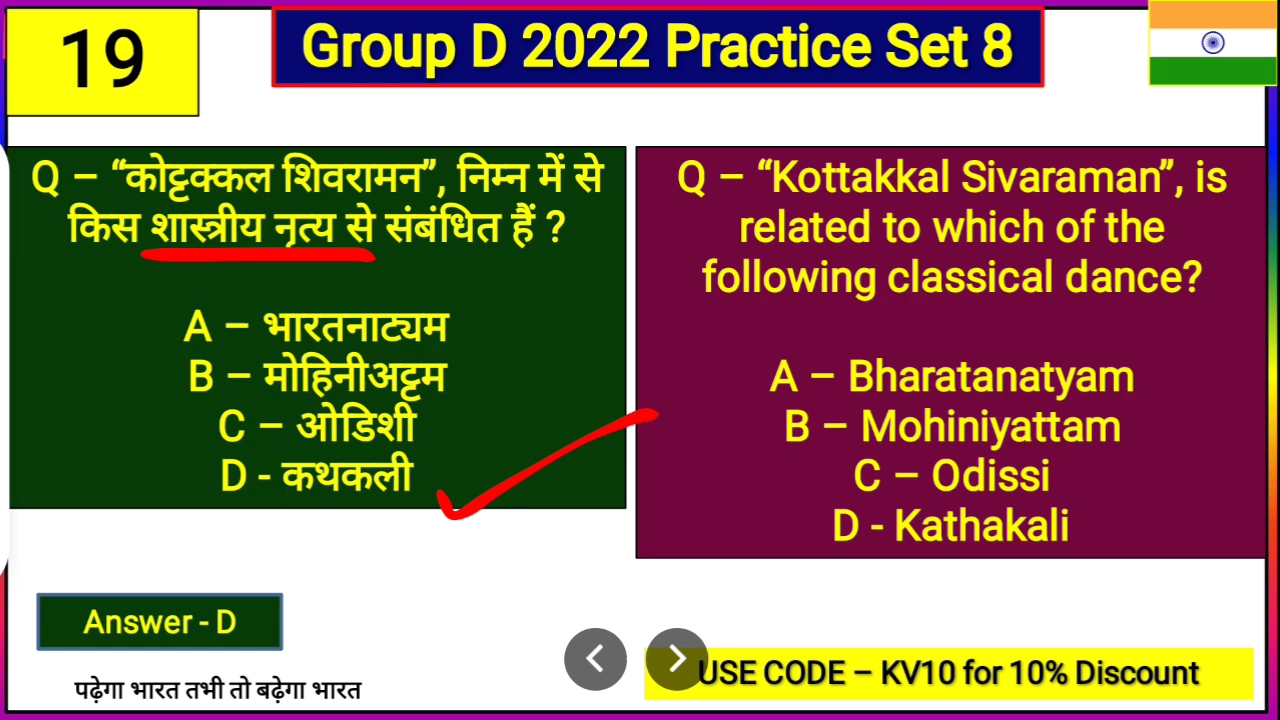 19
Group D 2022 Practice Set 8
Q – “कोट्टक्कल शिवरामन”, निम्न में से
किस शास्त्रीय नृत्य से संबंधित हैं ?
A – भारतनाट्यम
B – मोहिनीअट्टम
C – ओडिशी
D - कथकली
Q – “Kottakkal Sivaraman”, is
related to which of the
following classical dance?
A – Bharatanatyam
B – Mohiniyattam
C – Odissi
D - Kathakali
Answer - D
पढ़ेगा भारत तभी तो बढ़ेगा भारत
USE CODE – KV10 for 10% Discount